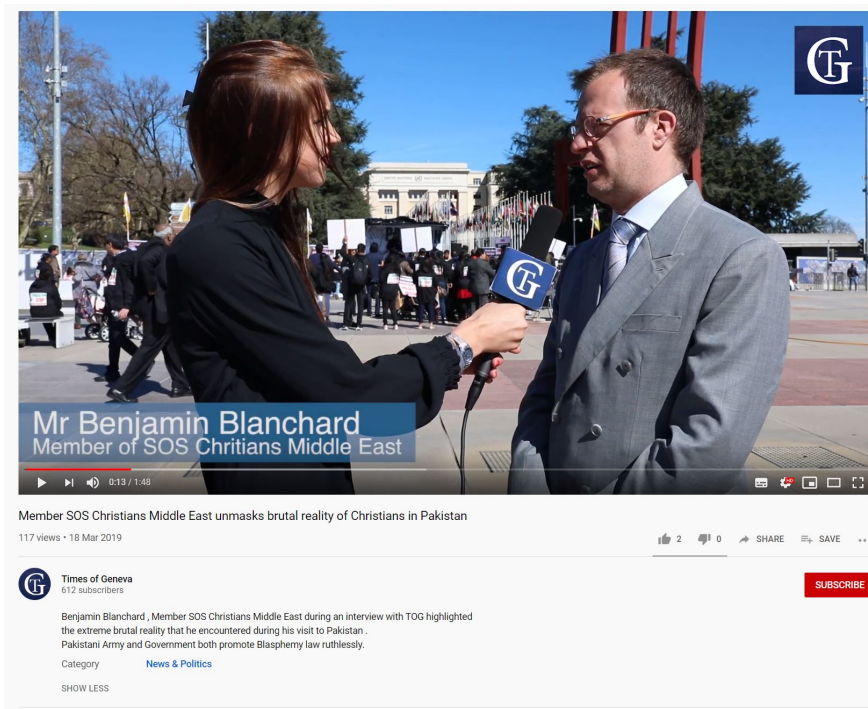 TG
UNITED NATIONS
TG
Mr Benjamin Blanchard
Member of SOS Chritians Middle East
0:13 / 1:48
HD
Member SOS Christians Middle East unmasks brutal reality of Christians in Pakistan
117 views • 18 Mar 2019
2
0
SHARE
SAVE
TG
Times of Geneva
612 subscribers
SUBSCRIBE
Benjamin Blanchard , Member SOS Christians Middle East during an interview with TOG highlighted
the extreme brutal reality that he encountered during his visit to Pakistan .
Pakistani Army and Government both promote Blasphemy law ruthlessly.
Category
News & Politics
SHOW LESS